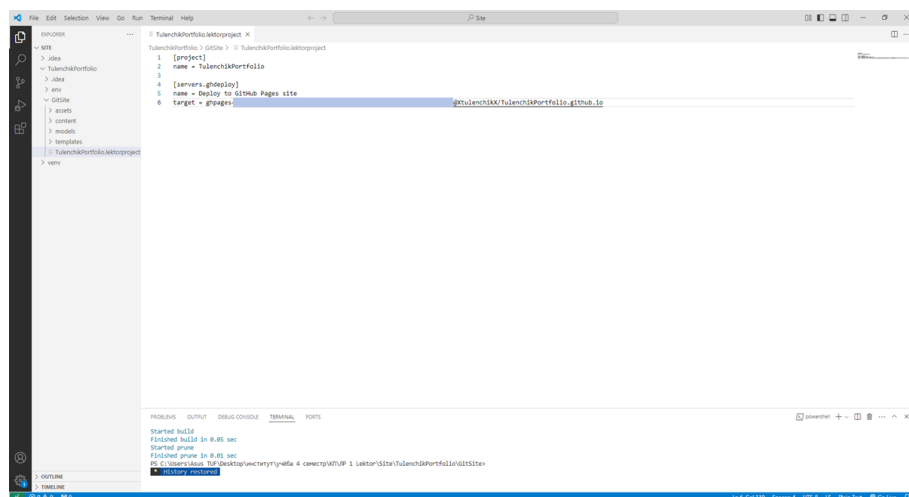 File Edit Selection View Go Run Terminal Help
Site
EXPLORER
TulenchikPortfolio.lektorproject
SITE
.idea
TulenchikPortfolio
.idea
env
GitSite
assets
content
models
templates
TulenchikPortfolio.lektorproject
venv
OUTLINE
TIMELINE
TulenchikPortfolio > GitSite > TulenchikPortfolio.lektorproject
1 [project]
2 name = TulenchikPortfolio
3
4 [servers.ghdeploy]
5 name = Deploy to GitHub Pages site
6 target = ghpages @XtulenchikX/TulenchikPortfolio.github.io
PROBLEMS OUTPUT DEBUG CONSOLE TERMINAL PORTS
powershell
Started build
Finished build in 0.05 sec
Started prune
Finished prune in 0.01 sec
PS C:\Users\Asus TUF\Desktop\институт\учёба 4 семестр\КП\ПР 1 Lektor\Site\TulenchikPortfolio\GitSite>
* History restored